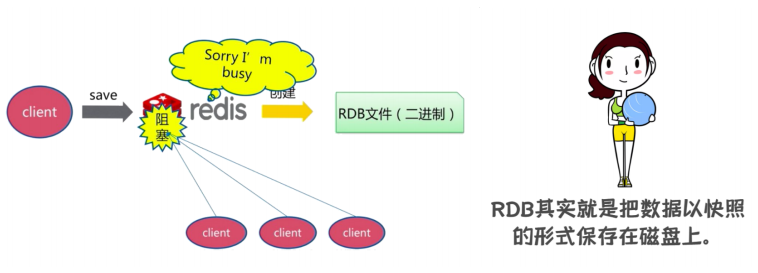 Sorry I'm
busy
save
client
redis
创建
阻
塞
RDB文件（二进制）
client
client
client
RDB其实就是把数据以快照
的形式保存在磁盘上。